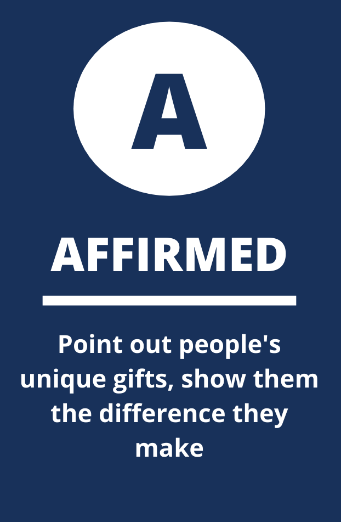 A
AFFIRMED
Point out people's
unique gifts, show them
the difference they
make